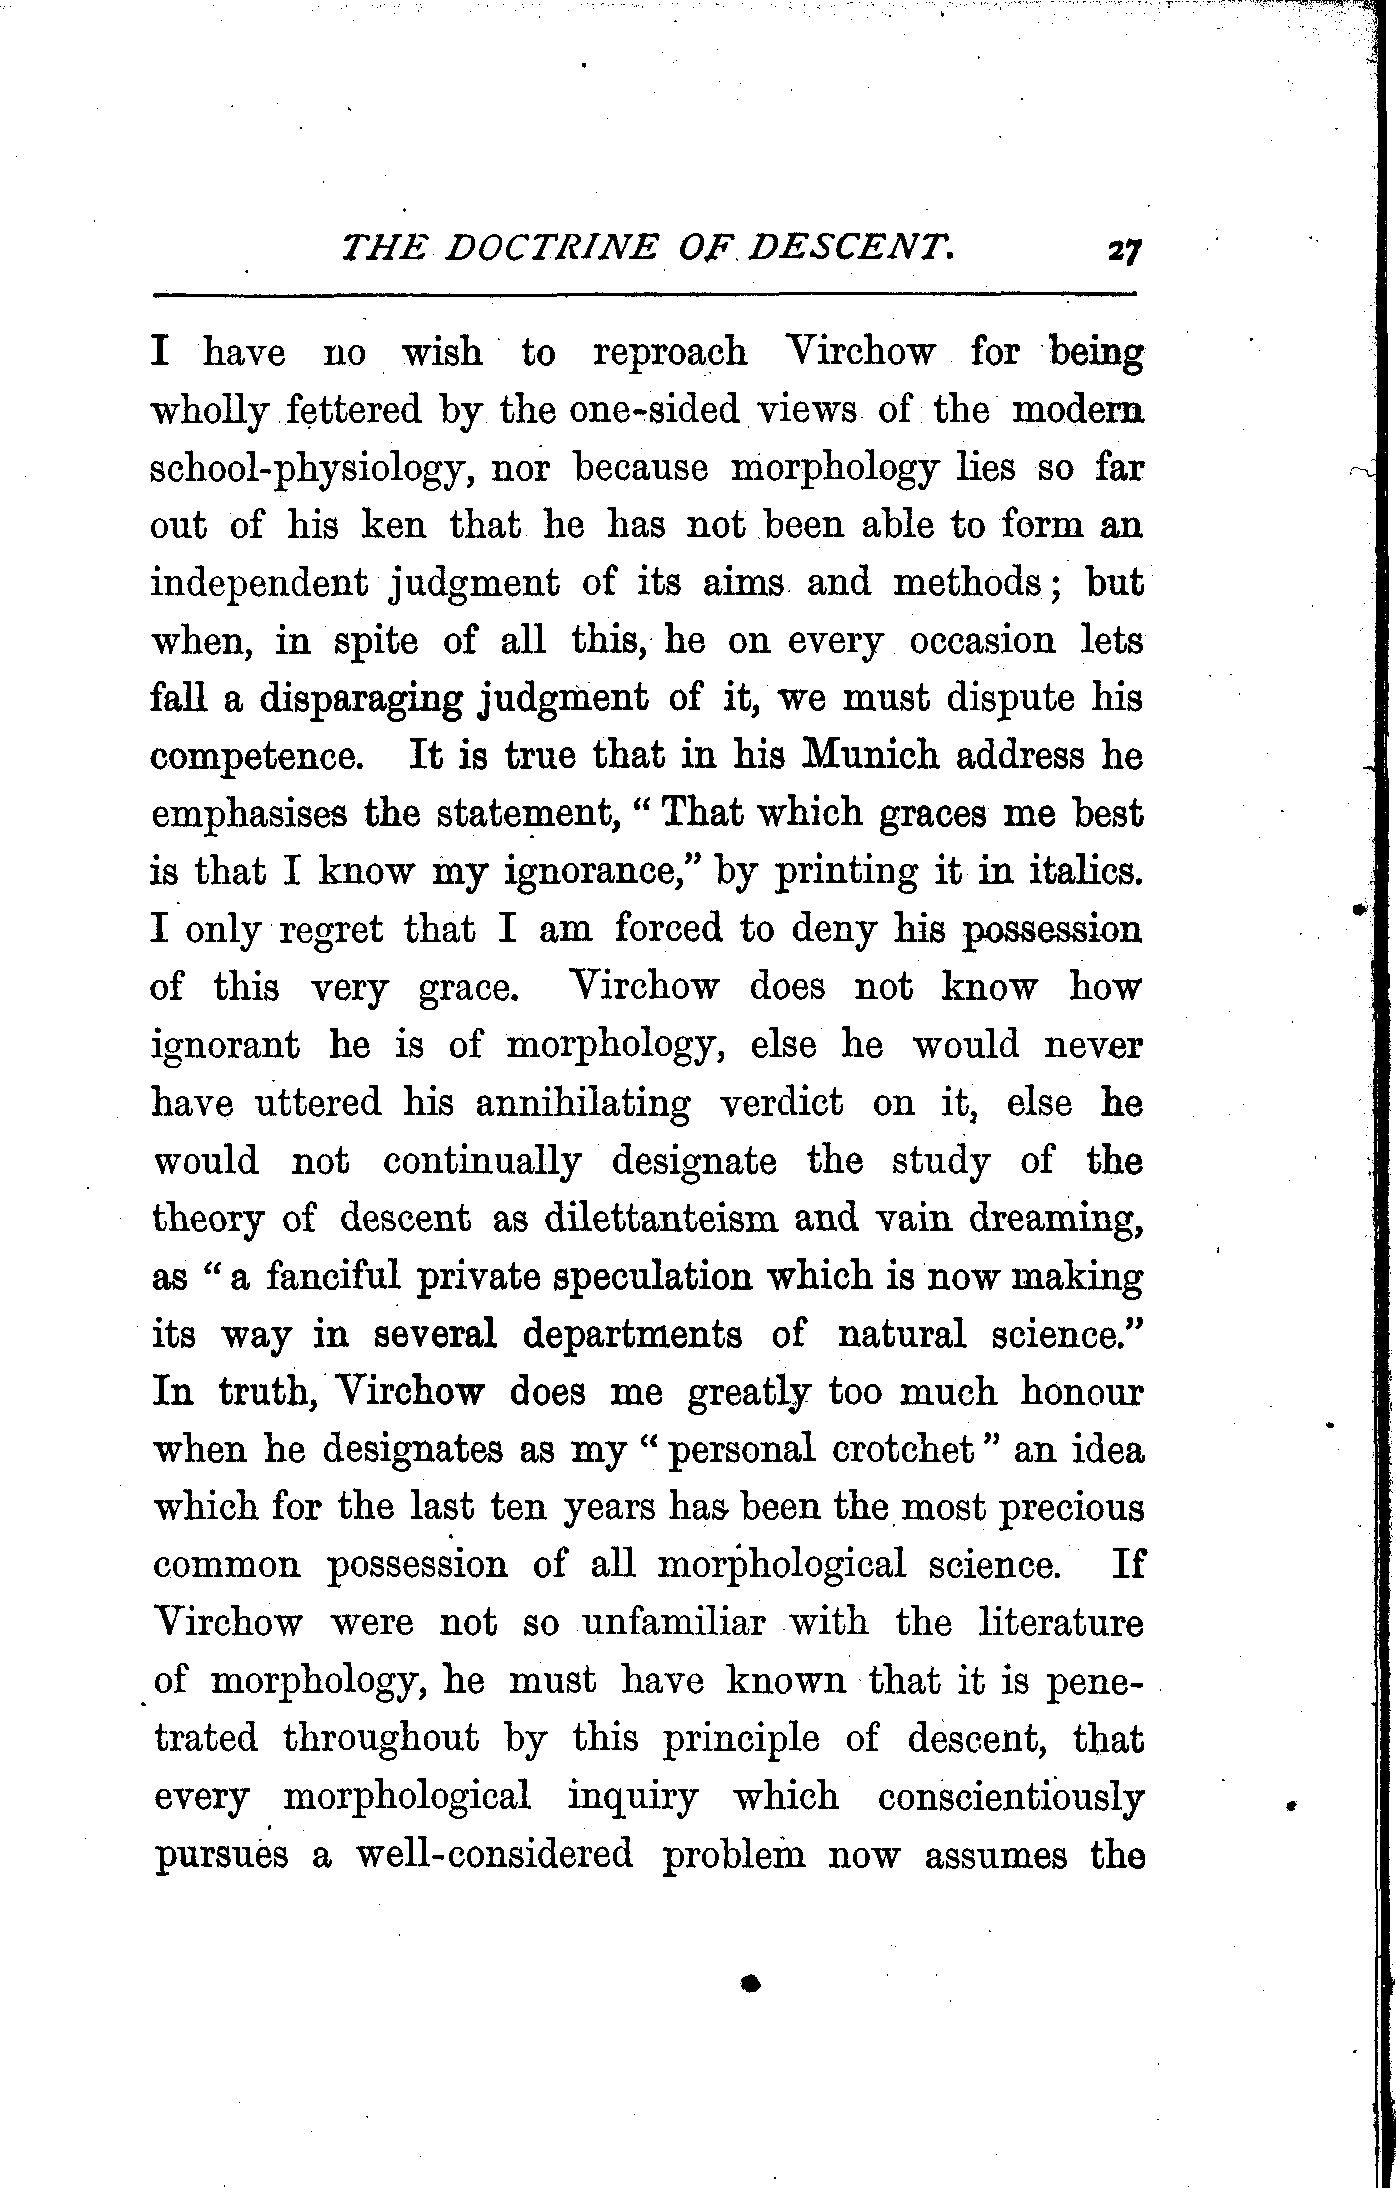 THE DOCTRINE OF DESCENT. 27
I have no wish to reproach Virchow for being
wholly fettered by the one-sided views of the modern
school-physiology, nor because morphology lies so far
out of his ken that he has not been able to form an
independent judgment of its aims and methods; but
when, in spite of all this, he on every occasion lets
fall a disparaging judgment of it, we must dispute his
competence. It is true that in his Munich address he
emphasises the statement, "That which graces me best
is that I know my ignorance," by printing it in italics.
I only regret that I am forced to deny his possession
of this very grace. Virchow does not know how
ignorant he is of morphology, else he would never
have uttered his annihilating verdict on it, else he
would not continually designate the study of the
theory of descent as dilettanteism and vain dreaming,
as "a fanciful private speculation which is now making
its way in several departments of natural science."
In truth, Virchow does me greatly too much honour
when he designates as my "personal crotchet" an idea
which for the last ten years has been the most precious
common possession of all morphological science. If
Virchow were not so unfamiliar with the literature
of morphology, he must have known that it is pene-
trated throughout by this principle of descent, that
every morphological inquiry which conscientiously
pursues a well-considered problem now assumes the